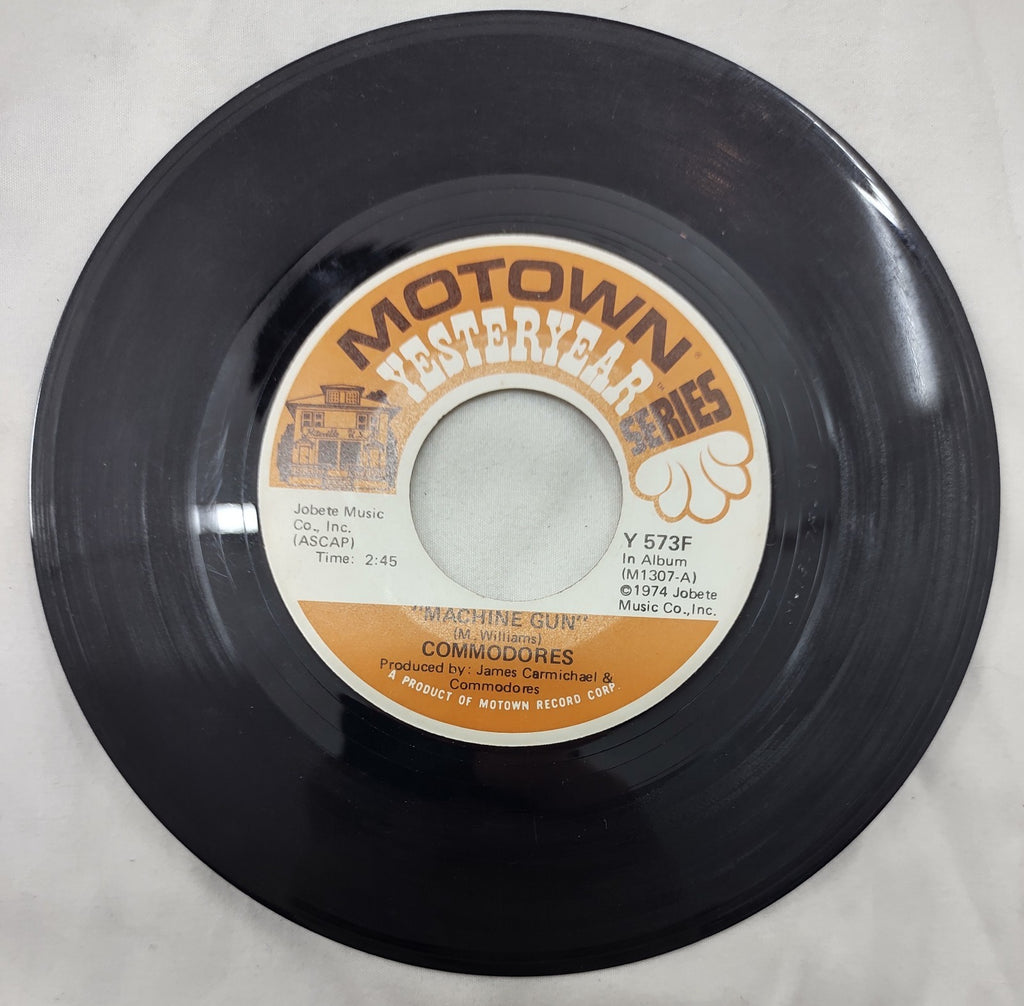 MOTOWN®
YESTERYEAR™
SERIES
Jobete Music
Co., Inc.
(ASCAP)
Time: 2:45
Y 573F
In Album
(M1307-A)
©1974 Jobete
Music Co., Inc.
"MACHINE GUN"
(M. Williams)
COMMODORES
Produced by: James Carmichael &
Commodores
A PRODUCT OF MOTOWN RECORD CORP.